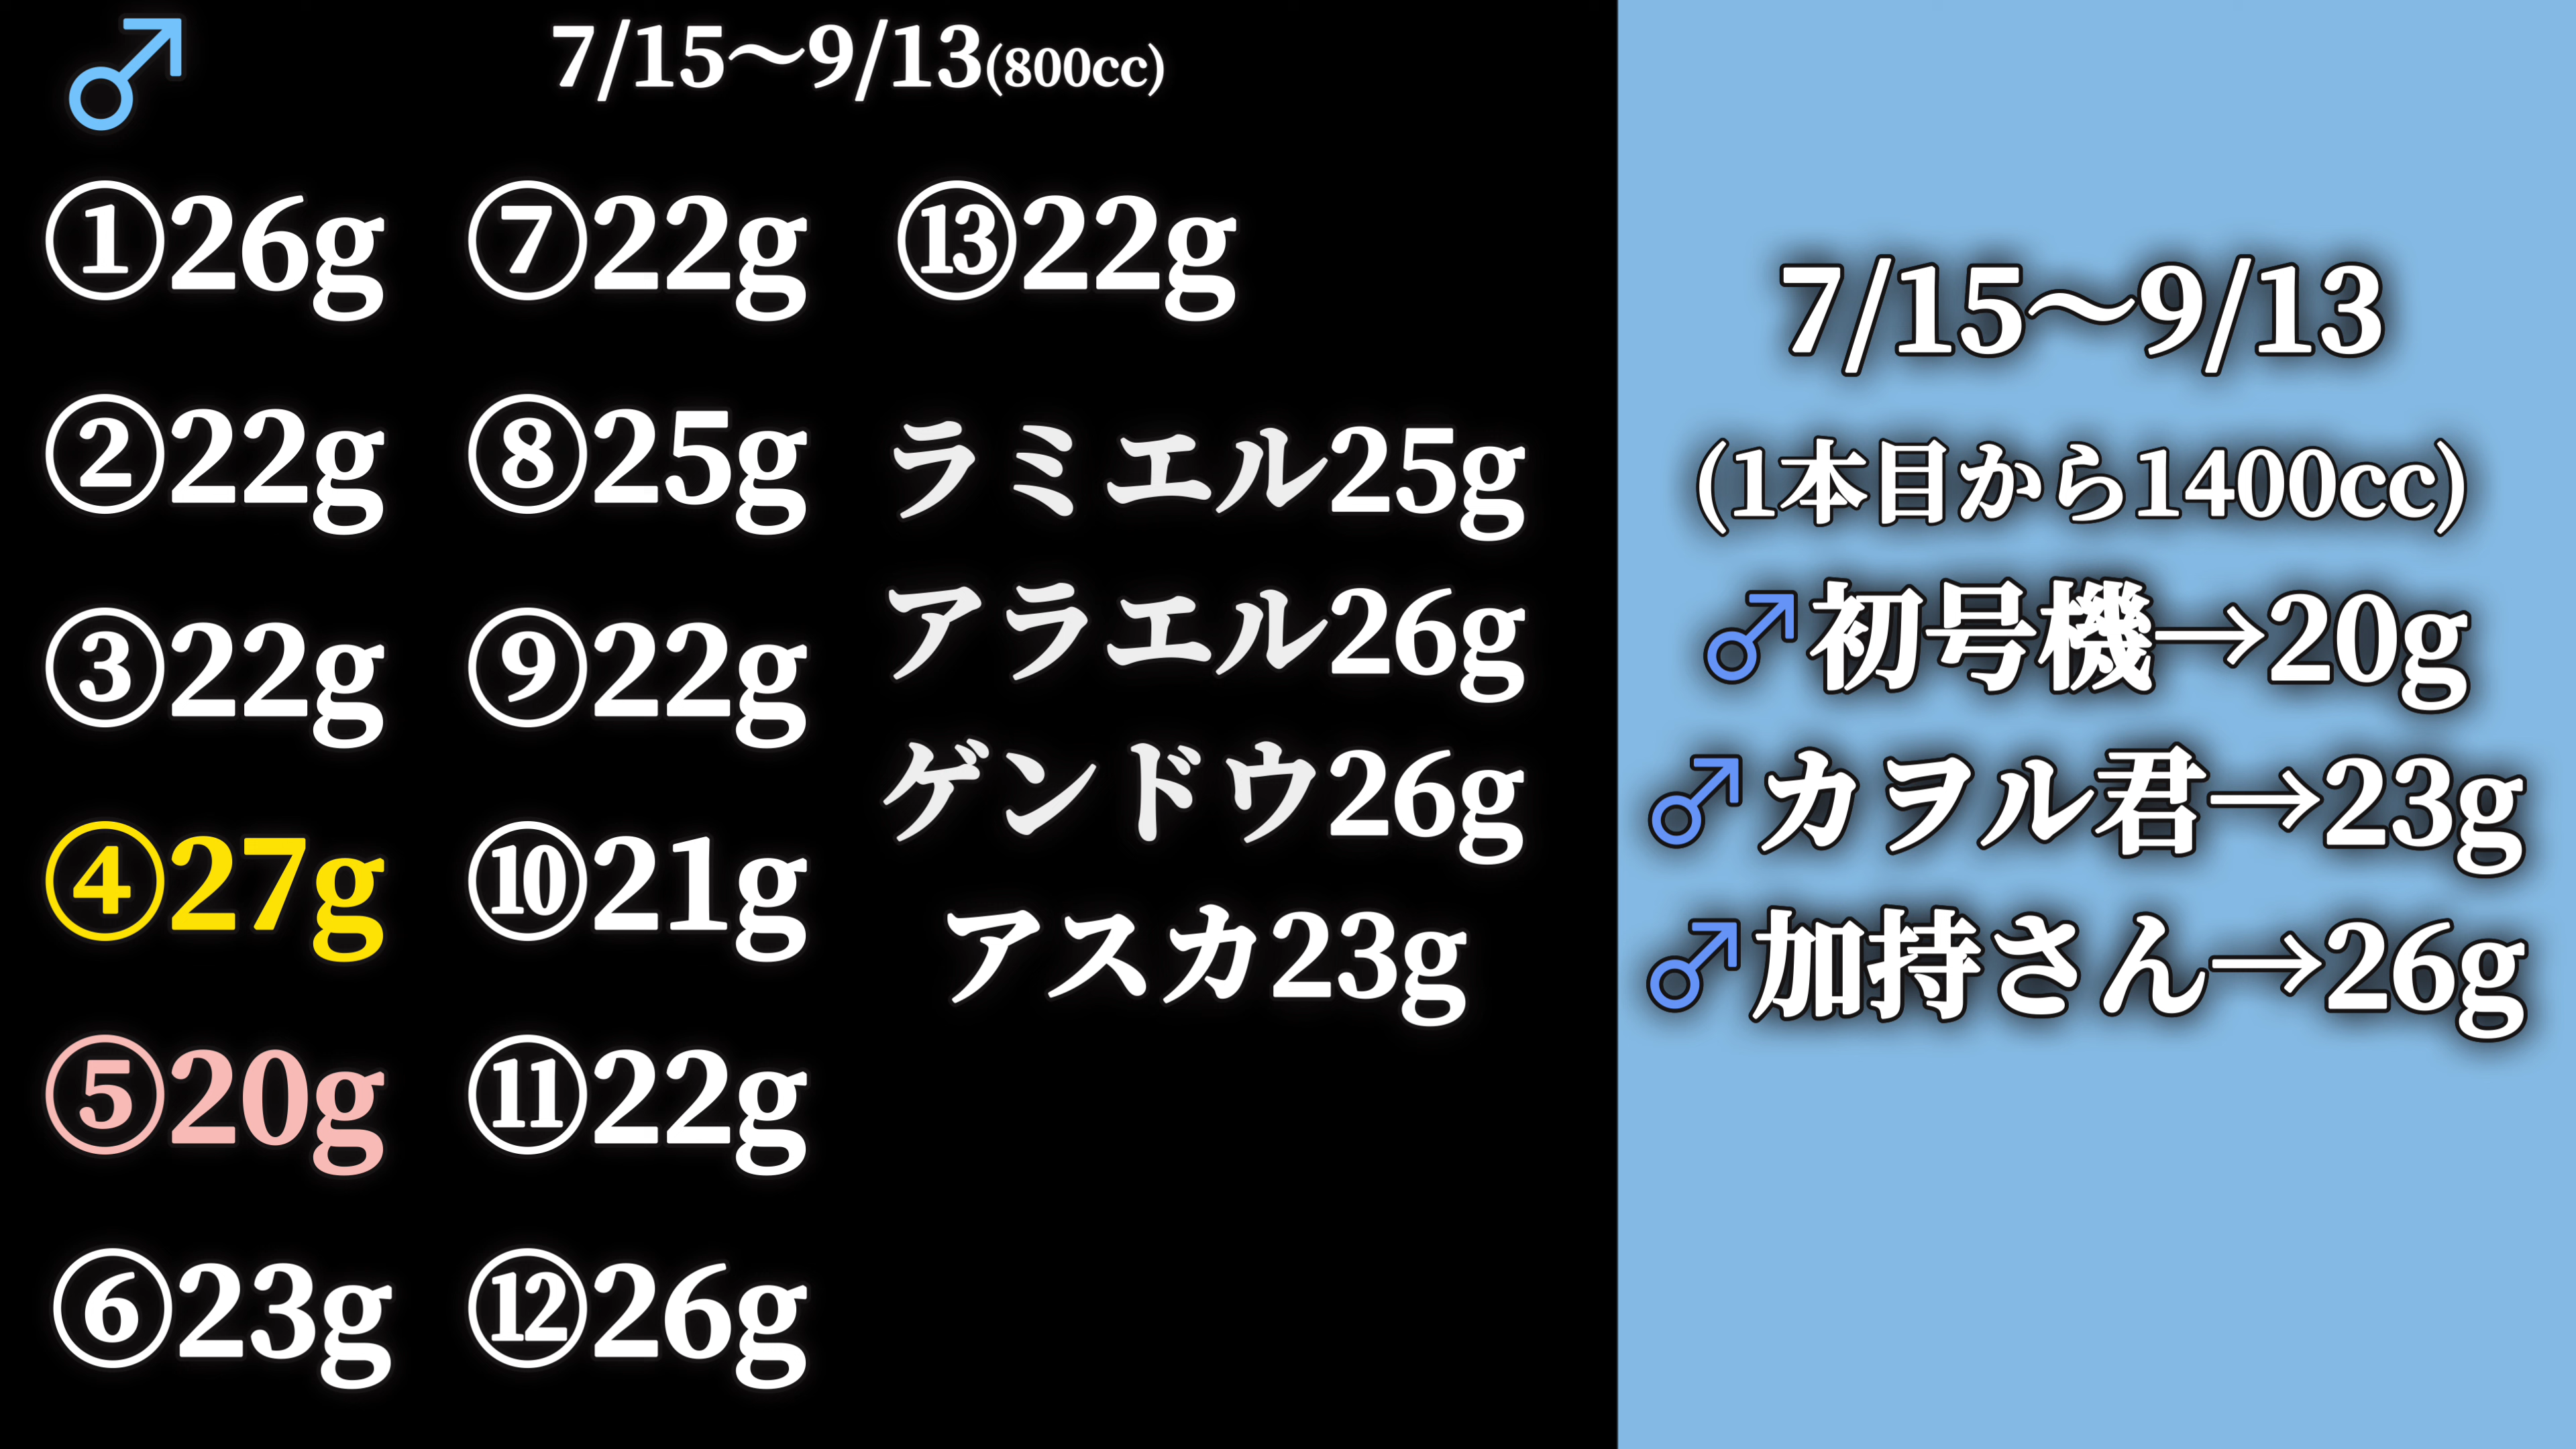 ♂
7/15～9/13(800cc)
①26g
②22g
③22g
④27g
⑤20g
⑥23g
⑦22g
⑧25g
⑨22g
⑩21g
⑪22g
⑫26g
⑬22g
ラミエル25g
アラエル26g
ゲンドウ26g
アスカ23g
7/15～9/13
(1本目から1400cc)
♂初号機→20g
♂カヲル君→23g
♂加持さん→26g